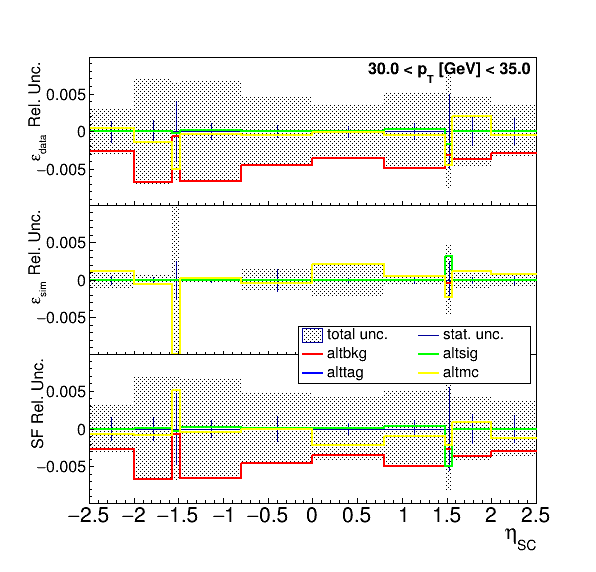 30.0 < p_T [GeV] < 35.0
ε_data Rel. Unc.
0.005
0
−0.005
ε_sim Rel. Unc.
0.005
0
−0.005
total unc.
stat. unc.
altbkg
altsig
alttag
altmc
SF Rel. Unc.
0.005
0
−0.005
−2.5 −2 −1.5 −1 −0.5 0 0.5 1 1.5 2 2.5
η_SC